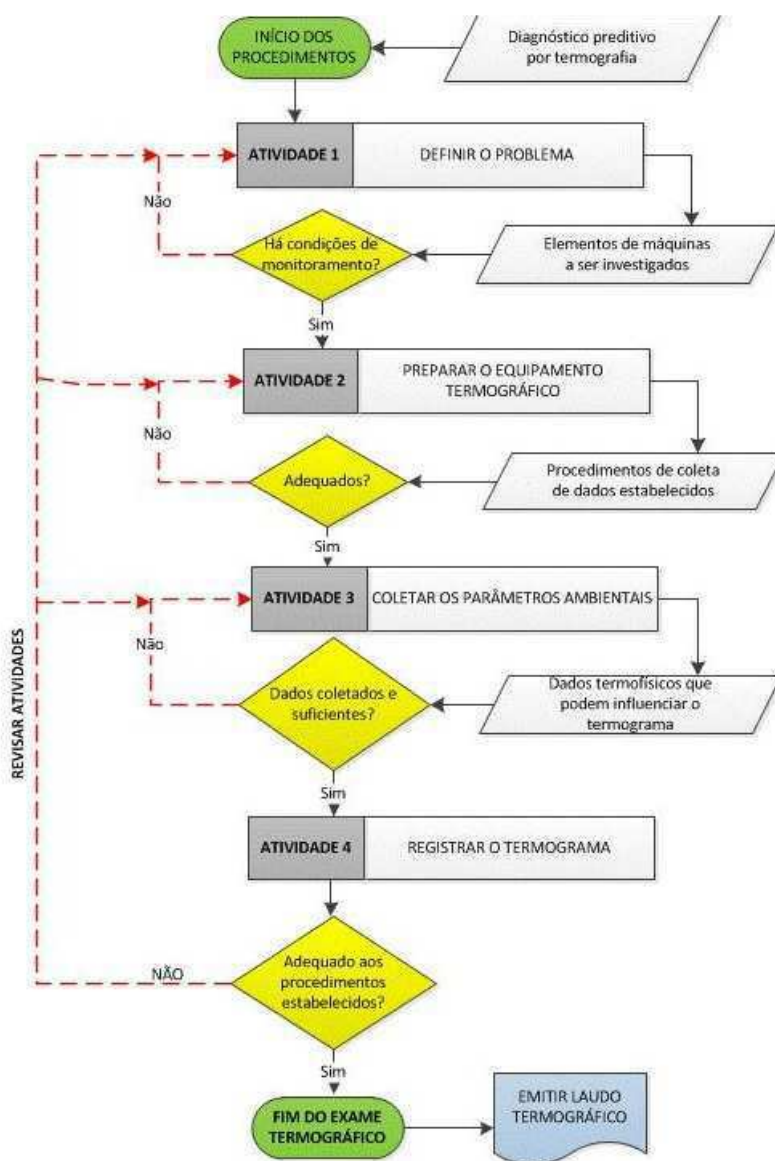 INÍCIO DOS
PROCEDIMENTOS
Diagnóstico preditivo
por termografia
ATIVIDADE 1
DEFINIR O PROBLEMA
Não
Há condições de
monitoramento?
Elementos de máquinas
a ser investigados
Sim
ATIVIDADE 2
PREPARAR O EQUIPAMENTO
TERMOGRÁFICO
Não
Adequados?
Procedimentos de coleta
de dados estabelecidos
Sim
ATIVIDADE 3
COLETAR OS PARÂMETROS AMBIENTAIS
Não
Dados coletados e
suficientes?
Dados termofísicos que
podem influenciar o
termograma
REVISAR ATIVIDADES
Sim
ATIVIDADE 4
REGISTRAR O TERMOGRAMA
NÃO
Adequado aos
procedimentos
estabelecidos?
Sim
FIM DO EXAME
TERMOGRÁFICO
EMITIR LAUDO
TERMOGRÁFICO